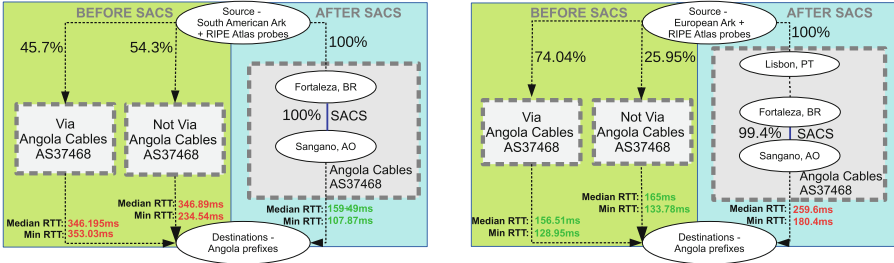 BEFORE SACS
Source -
South American Ark
+ RIPE Atlas probes
AFTER SACS
45.7%
54.3%
100%
Via
Angola Cables
AS37468
Not Via
Angola Cables
AS37468
Fortaleza, BR
100%
SACS
Sangano, AO
Angola Cables
AS37468
Median RTT: 346.195ms
Min RTT: 353.03ms
Median RTT: 346.89ms
Min RTT: 234.54ms
Median RTT: 159.49ms
Min RTT: 107.87ms
Destinations -
Angola prefixes
BEFORE SACS
Source -
European Ark +
RIPE Atlas probes
AFTER SACS
74.04%
25.95%
100%
Via
Angola Cables
AS37468
Not Via
Angola Cables
AS37468
Lisbon, PT
Fortaleza, BR
99.4%
SACS
Sangano, AO
Angola Cables
AS37468
Median RTT: 156.51ms
Min RTT: 128.95ms
Median RTT: 165ms
Min RTT: 133.78ms
Median RTT: 259.6ms
Min RTT: 180.4ms
Destinations -
Angola prefixes